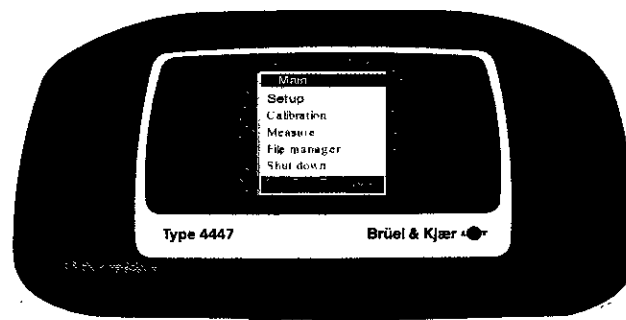 Main
Setup
Calibration
Measure
File manager
Shut down
Type 4447
Brüel & Kjær